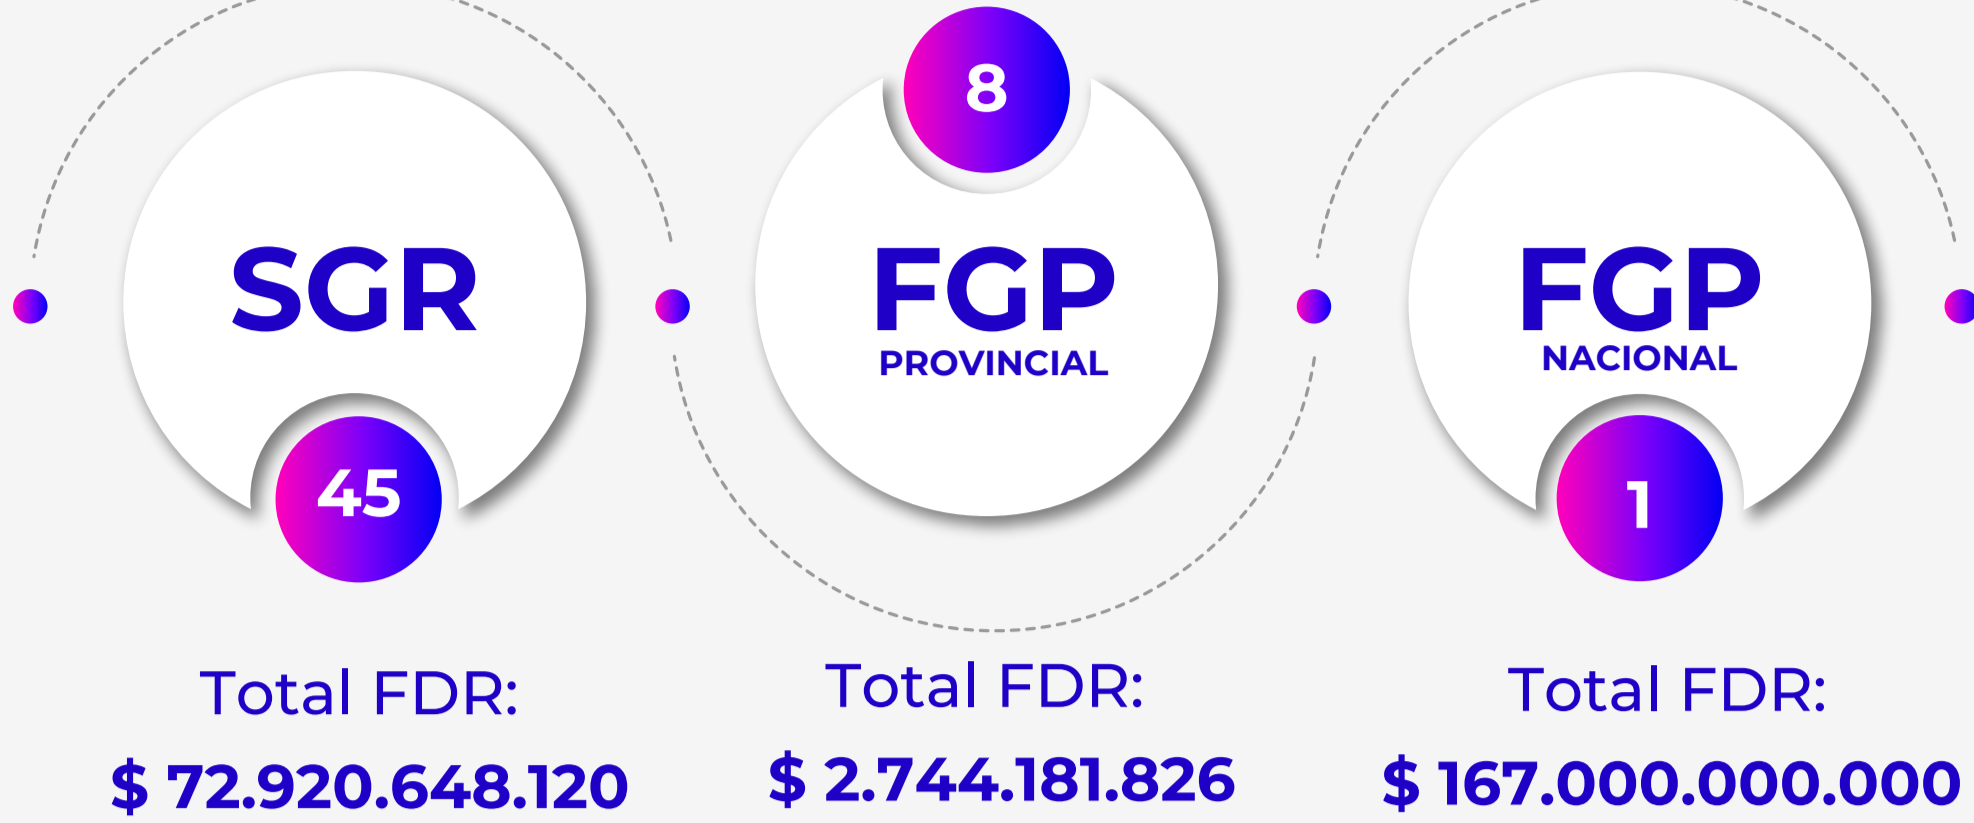 SGR
45
Total FDR:
$ 72.920.648.120
8
FGP
PROVINCIAL
Total FDR:
$ 2.744.181.826
FGP
NACIONAL
1
Total FDR:
$ 167.000.000.000